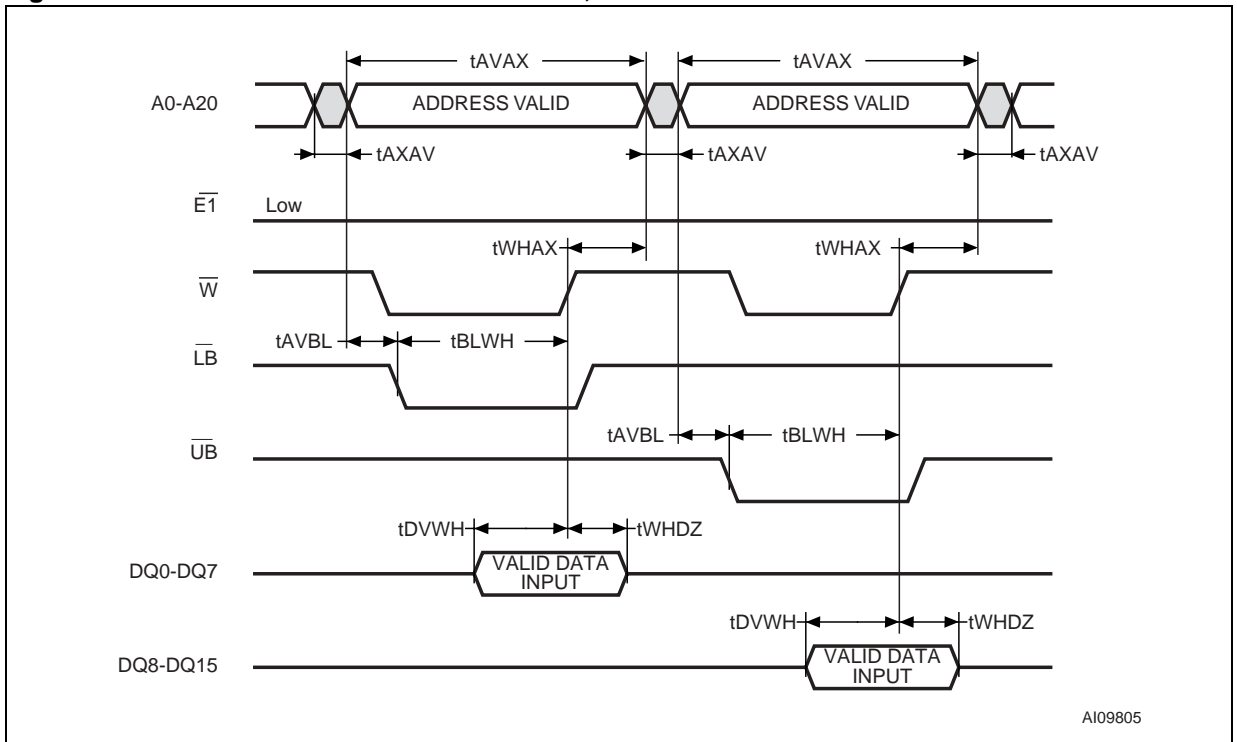 tAVAX tAVAX
A0-A20 ADDRESS VALID ADDRESS VALID
tAXAV tAXAV tAXAV
E1 Low
tWHAX tWHAX
W
tAVBL tBLWH
LB
tAVBL tBLWH
UB
tDVWH tWHDZ
DQ0-DQ7 VALID DATA
INPUT
tDVWH tWHDZ
DQ8-DQ15 VALID DATA
INPUT
AI09805